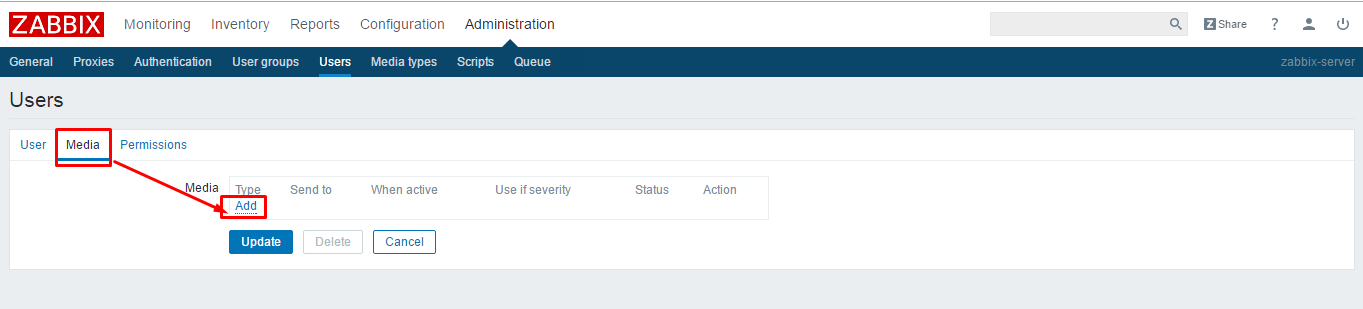 ZABBIX Monitoring Inventory Reports Configuration Administration Z Share ?
General Proxies Authentication User groups Users Media types Scripts Queue zabbix-server
Users
User Media Permissions
Media Type Send to When active Use if severity Status Action
Add
Update Delete Cancel